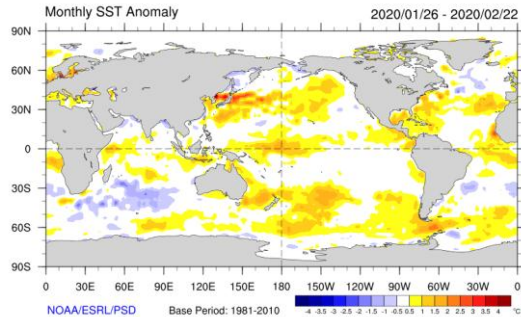 Monthly SST Anomaly 2020/01/26 - 2020/02/22
90N
60N
30N
0
30S
60S
90S
0 30E 60E 90E 120E 150E 180 150W 120W 90W 60W 30W 0
NOAA/ESRL/PSD Base Period: 1981-2010
-4 -3.5 -3 -2.5 -2 -1.5 -1 -0.5 0.5 1 1.5 2 2.5 3 3.5 4 °C